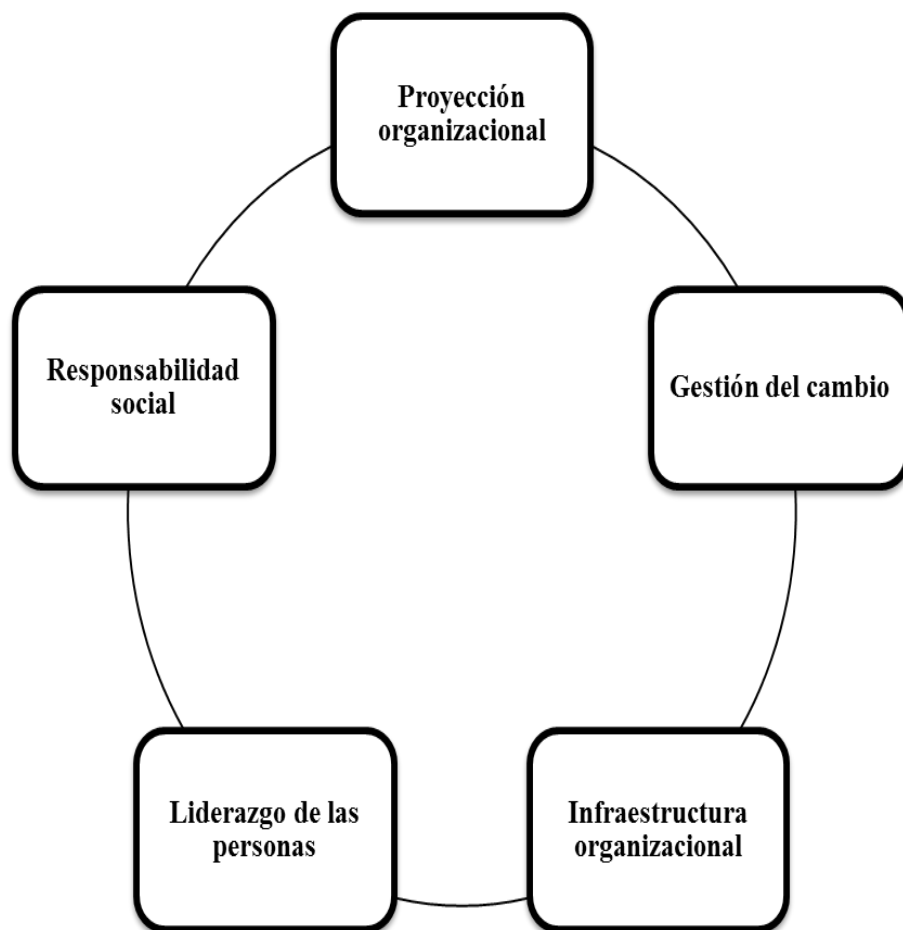 Proyección
organizacional
Responsabilidad
social
Gestión del cambio
Liderazgo de las
personas
Infraestructura
organizacional